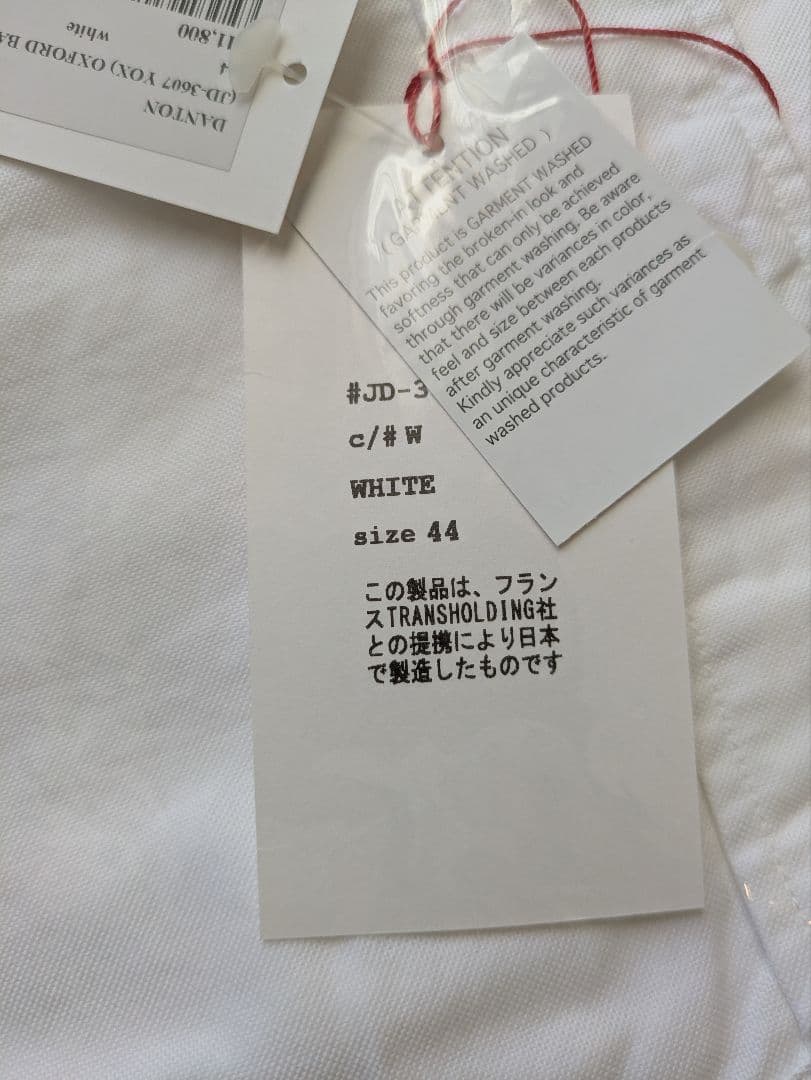 DANTON
(JD-3607 YOX) OXFORD BA
4
11,800
white
ATTENTION
( GARMENT WASHED )
This product is GARMENT WASHED
favoring the broken-in look and
softness that can only be achieved
through garment washing. Be aware
that there will be variances in color,
feel and size between each products
after garment washing.
Kindly appreciate such variances as
an unique characteristic of garment
washed products.
#JD-3
c/# W
WHITE
size 44
この製品は、フラン
スTRANSHOLDING社
との提携により日本
で製造したものです